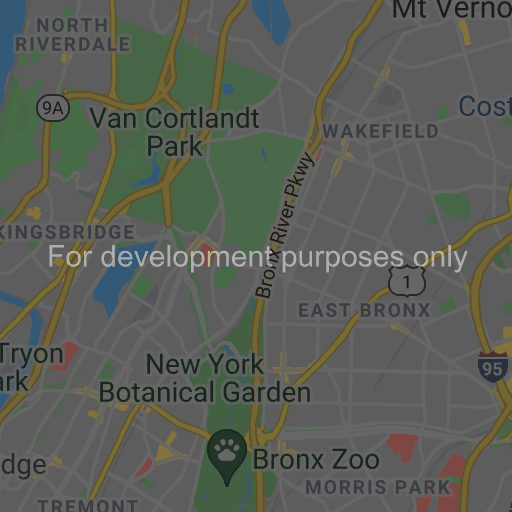 Mt Verno
NORTH
RIVERDALE
9A
Cost
Van Cortlandt
Park
WAKEFIELD
Bronx River Pkwy
KINGSBRIDGE
For development purposes only
1
EAST BRONX
Tryon
ark
New York
Botanical Garden
95
dge
Bronx Zoo
MORRIS PARK
TREMONT